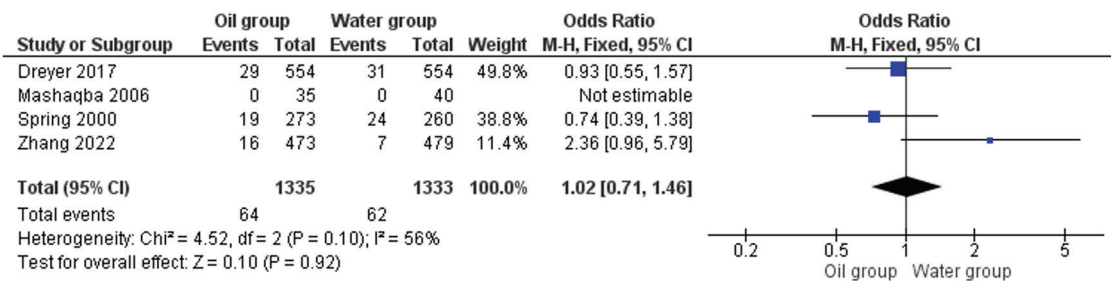 Oil group Water group Odds Ratio Odds Ratio
Study or Subgroup Events Total Events Total Weight M-H, Fixed, 95% CI M-H, Fixed, 95% CI
Dreyer 2017 29 554 31 554 49.8% 0.93 [0.55, 1.57]
Mashaqba 2006 0 35 0 40 Not estimable
Spring 2000 19 273 24 260 38.8% 0.74 [0.39, 1.38]
Zhang 2022 16 473 7 479 11.4% 2.36 [0.96, 5.79]
Total (95% CI) 1335 1333 100.0% 1.02 [0.71, 1.46]
Total events 64 62
Heterogeneity: Chi² = 4.52, df = 2 (P = 0.10); I² = 56%
Test for overall effect: Z = 0.10 (P = 0.92)
0.2 0.5 1 2 5
Oil group Water group